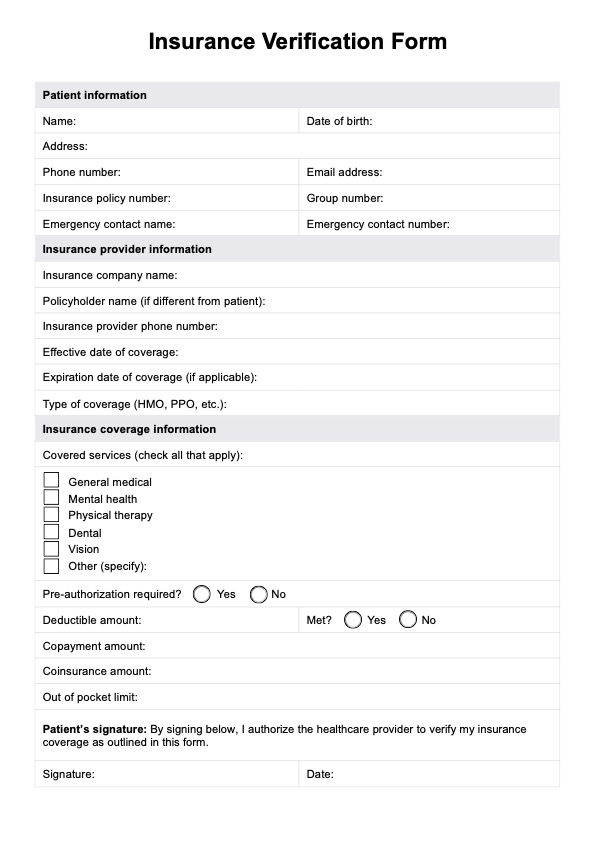 Insurance Verification Form
Patient information
Name: Date of birth:
Address:
Phone number: Email address:
Insurance policy number: Group number:
Emergency contact name: Emergency contact number:
Insurance provider information
Insurance company name:
Policyholder name (if different from patient):
Insurance provider phone number:
Effective date of coverage:
Expiration date of coverage (if applicable):
Type of coverage (HMO, PPO, etc.):
Insurance coverage information
Covered services (check all that apply):
General medical
Mental health
Physical therapy
Dental
Vision
Other (specify):
Pre-authorization required? Yes No
Deductible amount: Met? Yes No
Copayment amount:
Coinsurance amount:
Out of pocket limit:
Patient’s signature: By signing below, I authorize the healthcare provider to verify my insurance
coverage as outlined in this form.
Signature: Date: